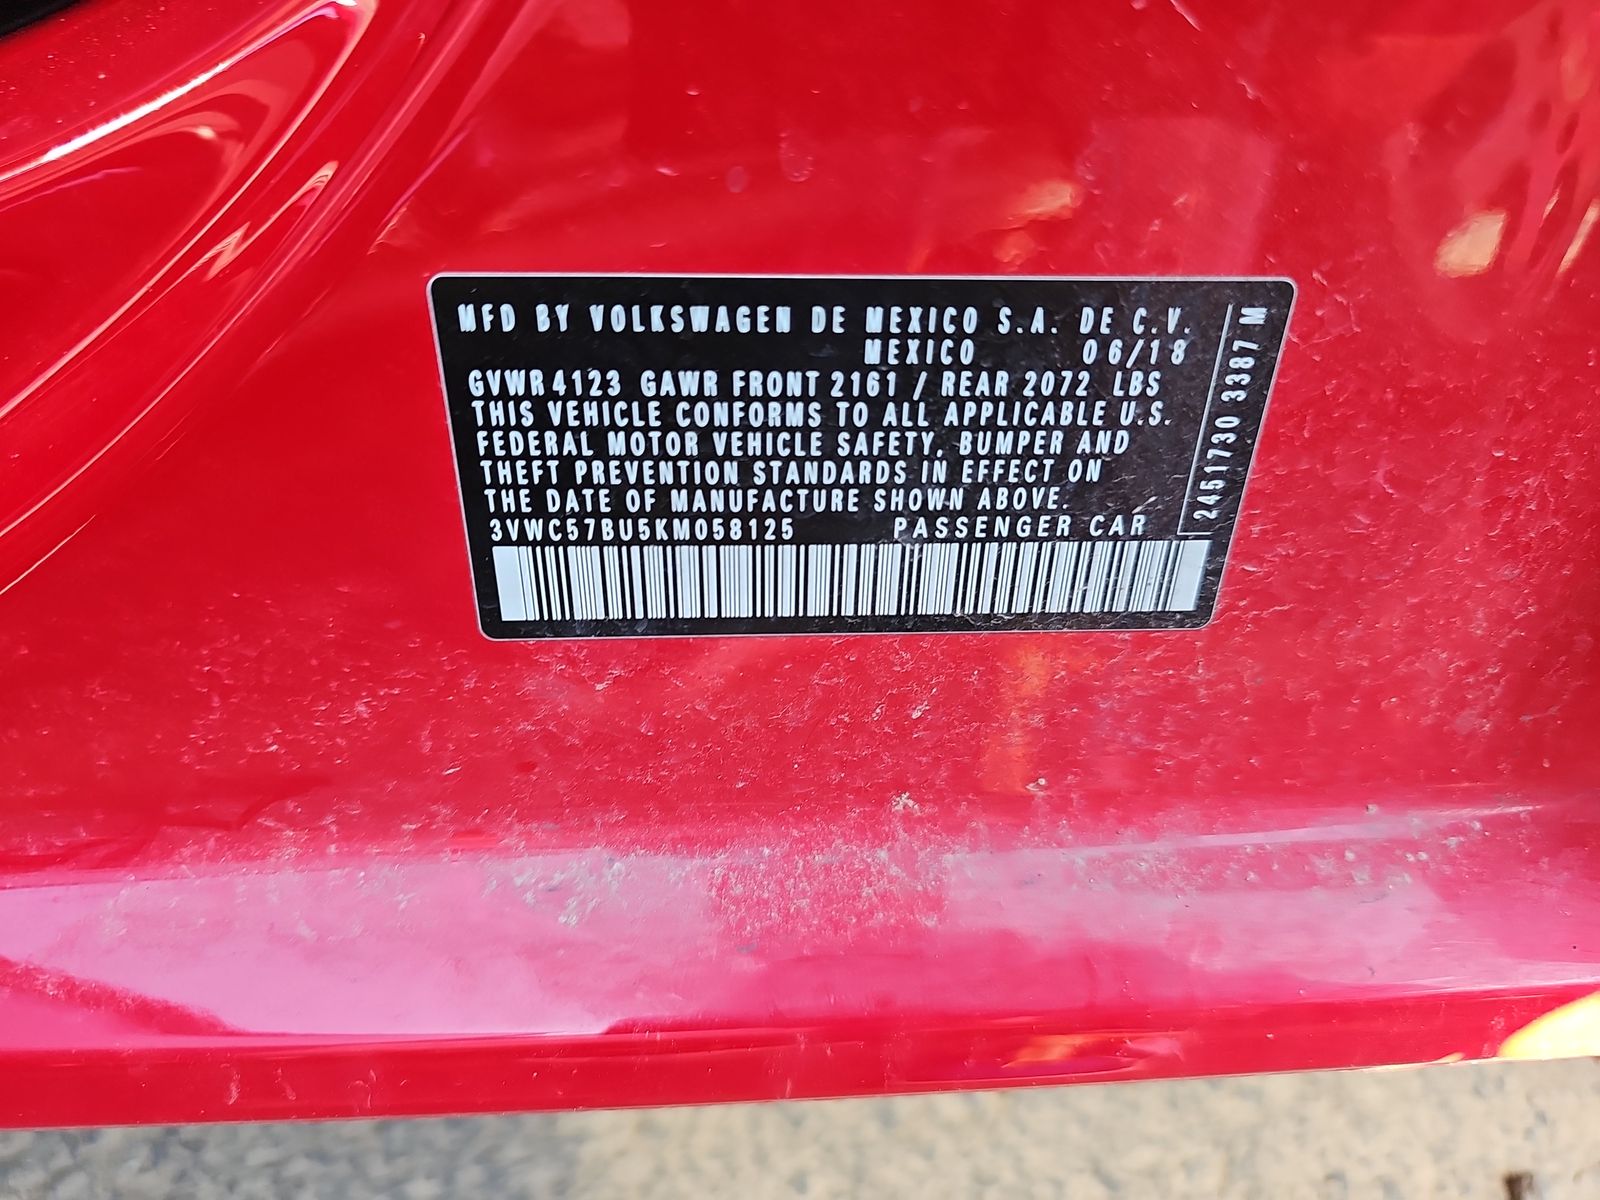 MFD BY VOLKSWAGEN DE MEXICO S.A. DE C.V.
MEXICO 06/18
GVWR 4123 GAWR FRONT 2161 / REAR 2072 LBS
THIS VEHICLE CONFORMS TO ALL APPLICABLE U.S.
FEDERAL MOTOR VEHICLE SAFETY, BUMPER AND
THEFT PREVENTION STANDARDS IN EFFECT ON
THE DATE OF MANUFACTURE SHOWN ABOVE.
3VWC57BU5KM058125 PASSENGER CAR
2451730 3387 M